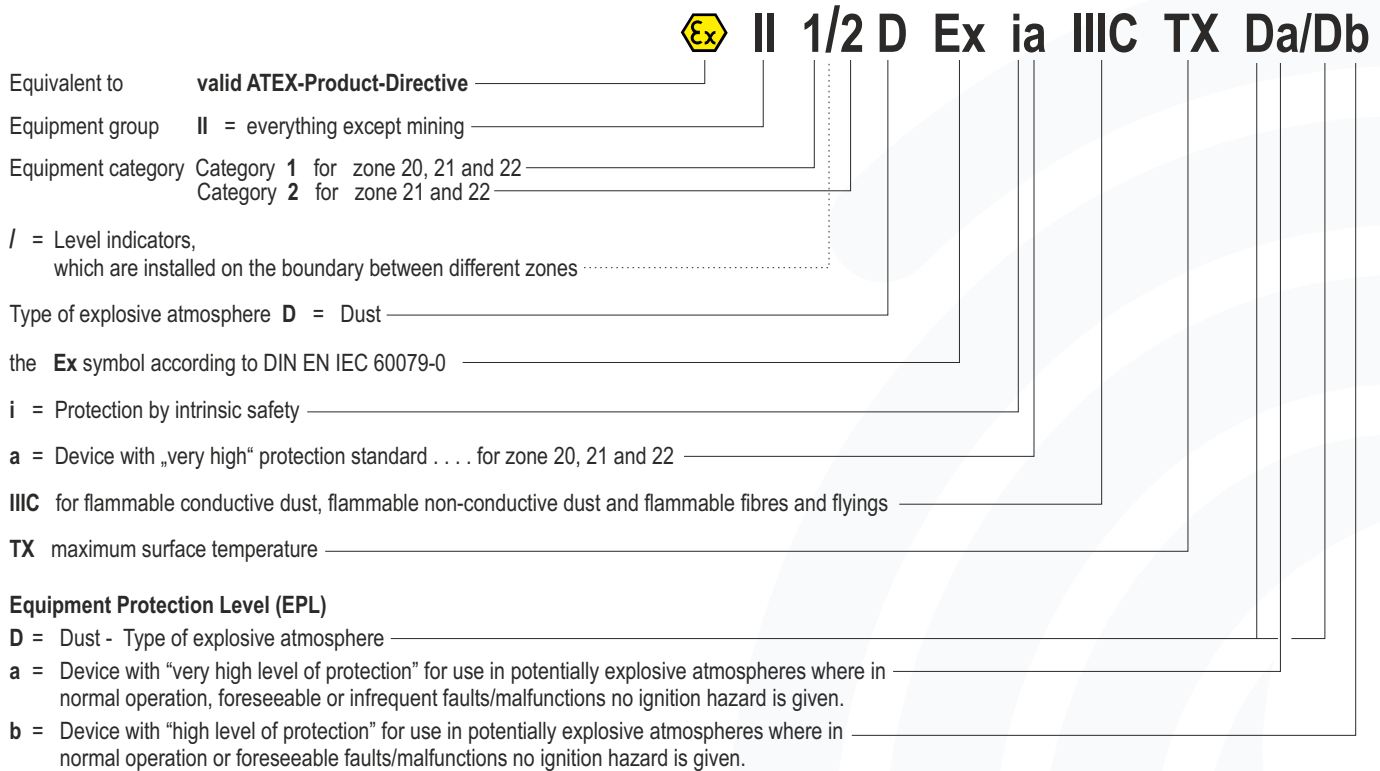 Ex II 1/2 D Ex ia IIIC TX Da/Db
Equivalent to valid ATEX-Product-Directive
Equipment group II = everything except mining
Equipment category Category 1 for zone 20, 21 and 22
Category 2 for zone 21 and 22
/ = Level indicators,
which are installed on the boundary between different zones
Type of explosive atmosphere D = Dust
the Ex symbol according to DIN EN IEC 60079-0
i = Protection by intrinsic safety
a = Device with „very high“ protection standard . . . . for zone 20, 21 and 22
IIIC for flammable conductive dust, flammable non-conductive dust and flammable fibres and flyings
TX maximum surface temperature
Equipment Protection Level (EPL)
D = Dust - Type of explosive atmosphere
a = Device with “very high level of protection” for use in potentially explosive atmospheres where in
normal operation, foreseeable or infrequent faults/malfunctions no ignition hazard is given.
b = Device with “high level of protection” for use in potentially explosive atmospheres where in
normal operation or foreseeable faults/malfunctions no ignition hazard is given.